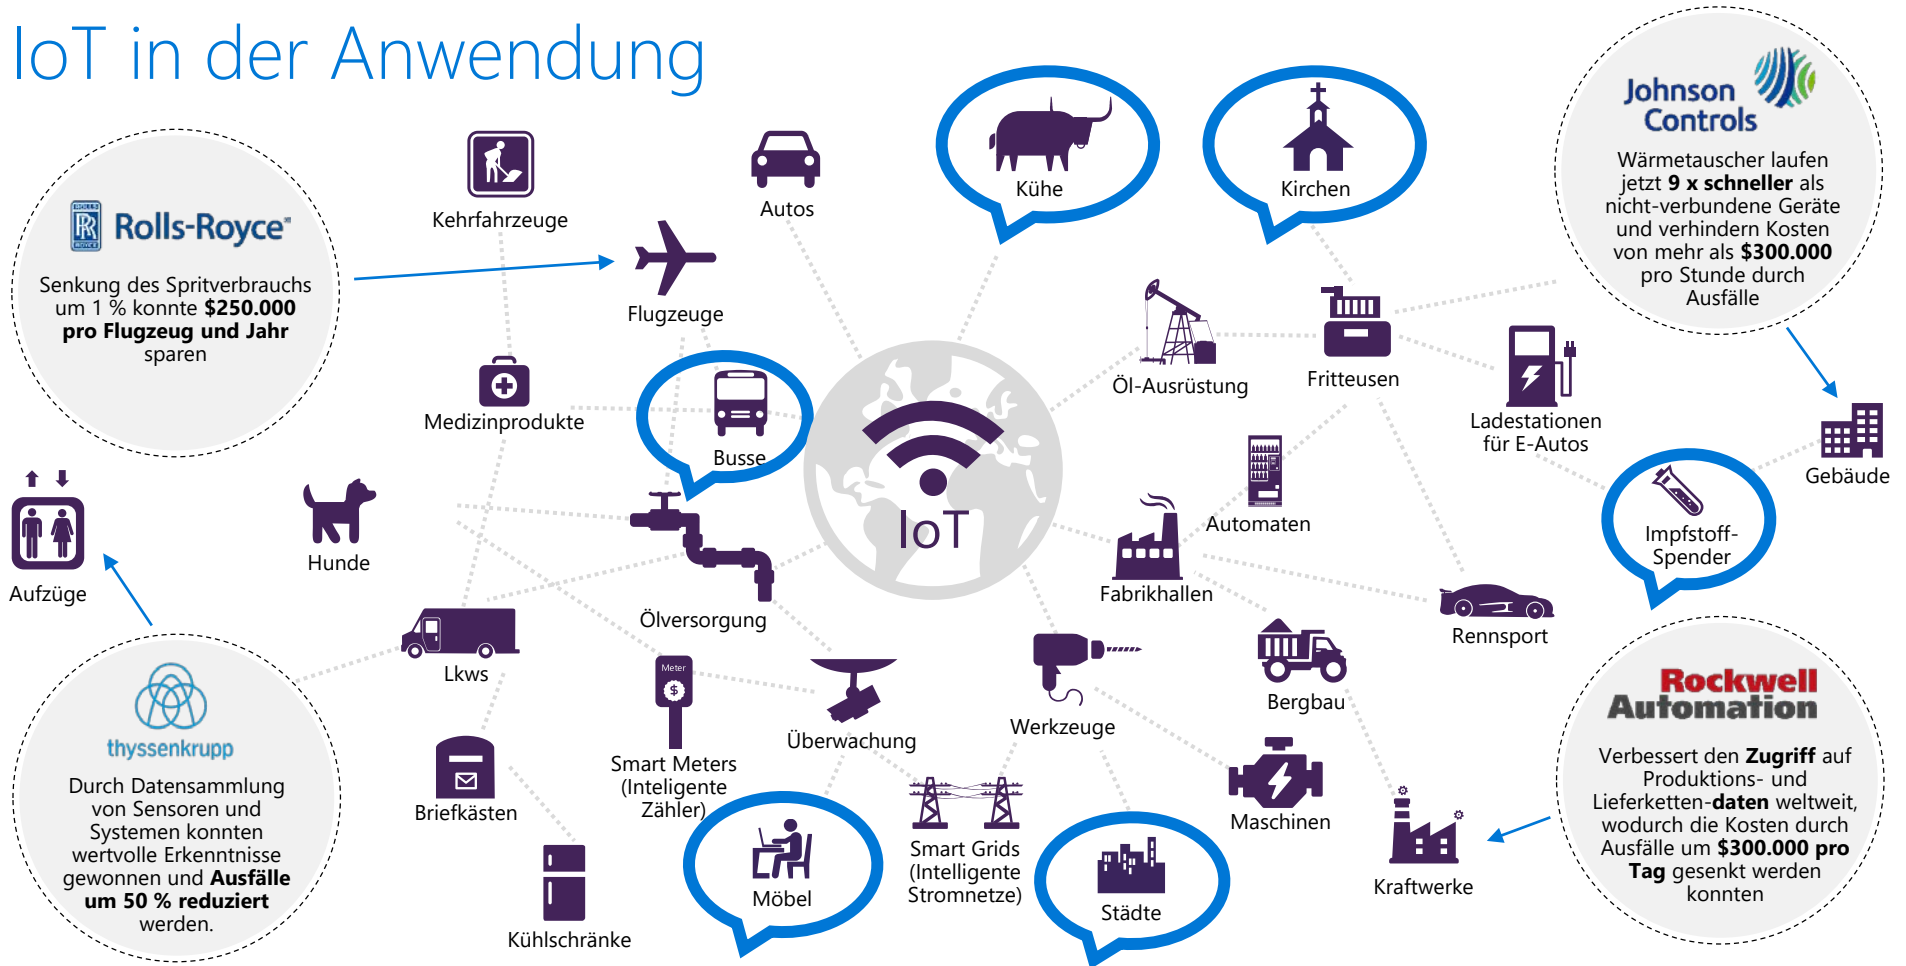 IoT in der Anwendung
ROLLS
RR
ROYCE
Rolls-Royce
Senkung des Spritverbrauchs
um 1 % konnte $250.000
pro Flugzeug und Jahr
sparen
Kehrfahrzeuge
Autos
Kühe
Kirchen
Johnson
Controls
Wärmetauscher laufen
jetzt 9 x schneller als
nicht-verbundene Geräte
und verhindern Kosten
von mehr als $300.000
pro Stunde durch
Ausfälle
Flugzeuge
Medizinprodukte
Busse
Öl-Ausrüstung
Fritteusen
Ladestationen
für E-Autos
Gebäude
Aufzüge
Hunde
Ölversorgung
IoT
Automaten
Fabrikhallen
Impfstoff-
Spender
Rennsport
Lkws
Meter
$
Smart Meters
(Inteligente
Zähler)
Überwachung
Werkzeuge
Bergbau
thyssenkrupp
Durch Datensammlung
von Sensoren und
Systemen konnten
wertvolle Erkenntnisse
gewonnen und Ausfälle
um 50 % reduziert
werden.
Briefkästen
Kühlschränke
Möbel
Smart Grids
(Intelligente
Stromnetze)
Städte
Maschinen
Kraftwerke
Rockwell
Automation
Verbessert den Zugriff auf
Produktions- und
Lieferketten-daten weltweit,
wodurch die Kosten durch
Ausfälle um $300.000 pro
Tag gesenkt werden
konnten